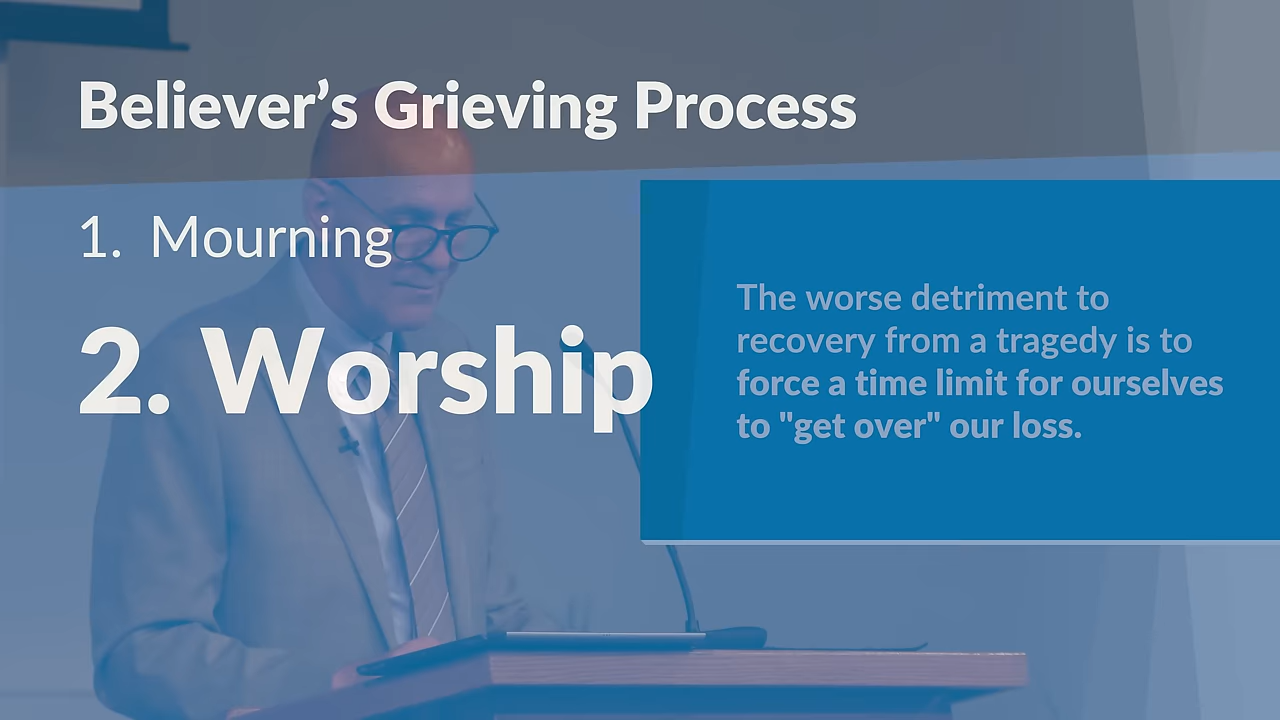 Believer’s Grieving Process
1. Mourning
2. Worship
The worse detriment to
recovery from a tragedy is to
force a time limit for ourselves
to "get over" our loss.